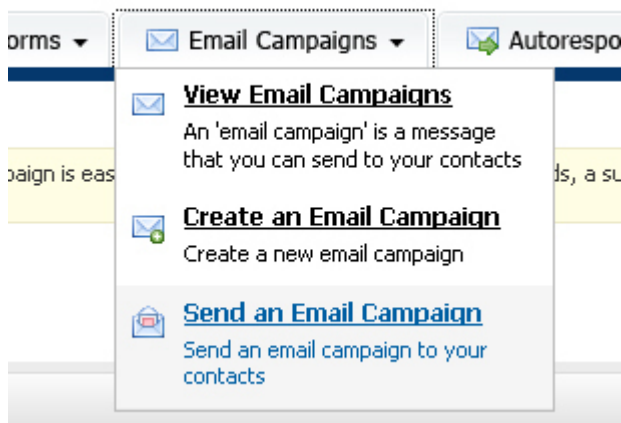 orms Email Campaigns Autorespo
View Email Campaigns
An 'email campaign' is a message
that you can send to your contacts
paign is eas
ds, a su
Create an Email Campaign
Create a new email campaign
Send an Email Campaign
Send an email campaign to your
contacts